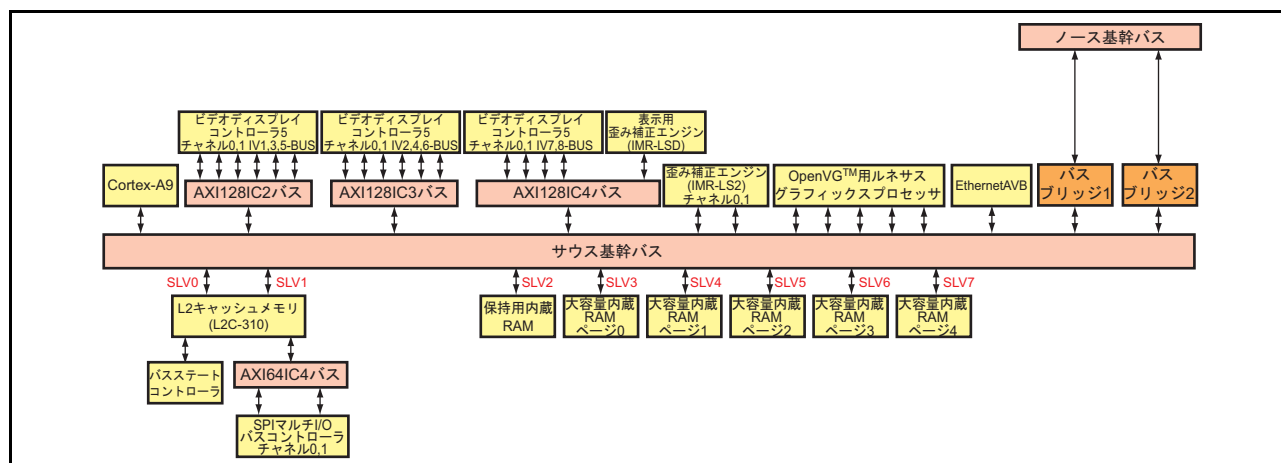 ノース基幹バス
ビデオディスプレイ
コントローラ5
チャネル0,1 IV1,3,5-BUS
ビデオディスプレイ
コントローラ5
チャネル0,1 IV2,4,6-BUS
ビデオディスプレイ
コントローラ5
チャネル0,1 IV7,8-BUS
表示用
歪み補正エンジン
(IMR-LSD)
Cortex-A9
AXI128IC2バス
AXI128IC3バス
AXI128IC4バス
歪み補正エンジン
(IMR-LS2)
チャネル0,1
OpenVG™用ルネサス
グラフィックスプロセッサ
EthernetAVB
バス
ブリッジ1
バス
ブリッジ2
サウス基幹バス
SLV0
SLV1
SLV2
SLV3
SLV4
SLV5
SLV6
SLV7
L2キャッシュメモリ
(L2C-310)
保持用内蔵
RAM
大容量内蔵
RAM
ページ0
大容量内蔵
RAM
ページ1
大容量内蔵
RAM
ページ2
大容量内蔵
RAM
ページ3
大容量内蔵
RAM
ページ4
バスステート
コントローラ
AXI64IC4バス
SPIマルチI/O
バスコントローラ
チャネル0,1